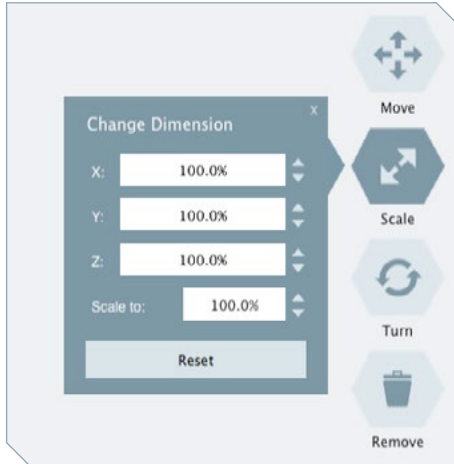 Move
x
Change Dimension
X: 100.0%
Y: 100.0%
Z: 100.0%
Scale to: 100.0%
Reset
Scale
Turn
Remove